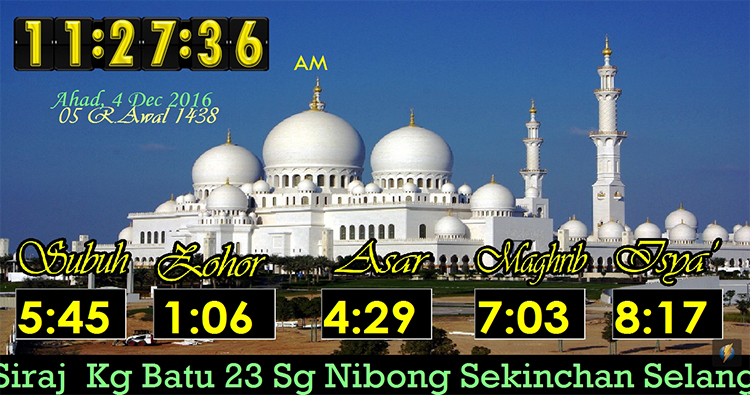 11:27:36
AM
Ahad, 4 Dec 2016
05 R.Awal 1438
Subuh Zohor Asar Maghrib Isya'
5:45 1:06 4:29 7:03 8:17
Siraj Kg Batu 23 Sg Nibong Sekinchan Selang